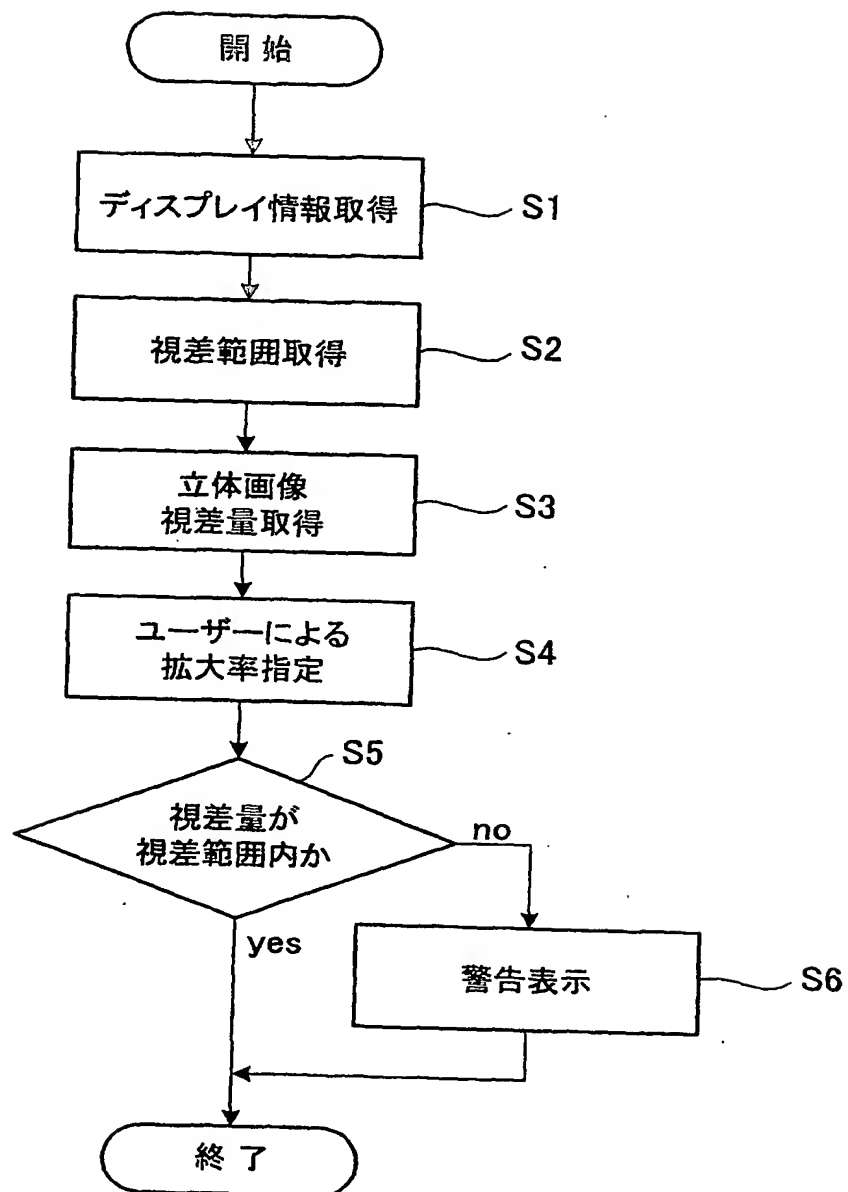 開始
ディスプレイ情報取得
S1
視差範囲取得
S2
立体画像
視差量取得
S3
ユーザーによる
拡大率指定
S4
S5
視差量が
視差範囲内か
no
yes
警告表示
S6
終了